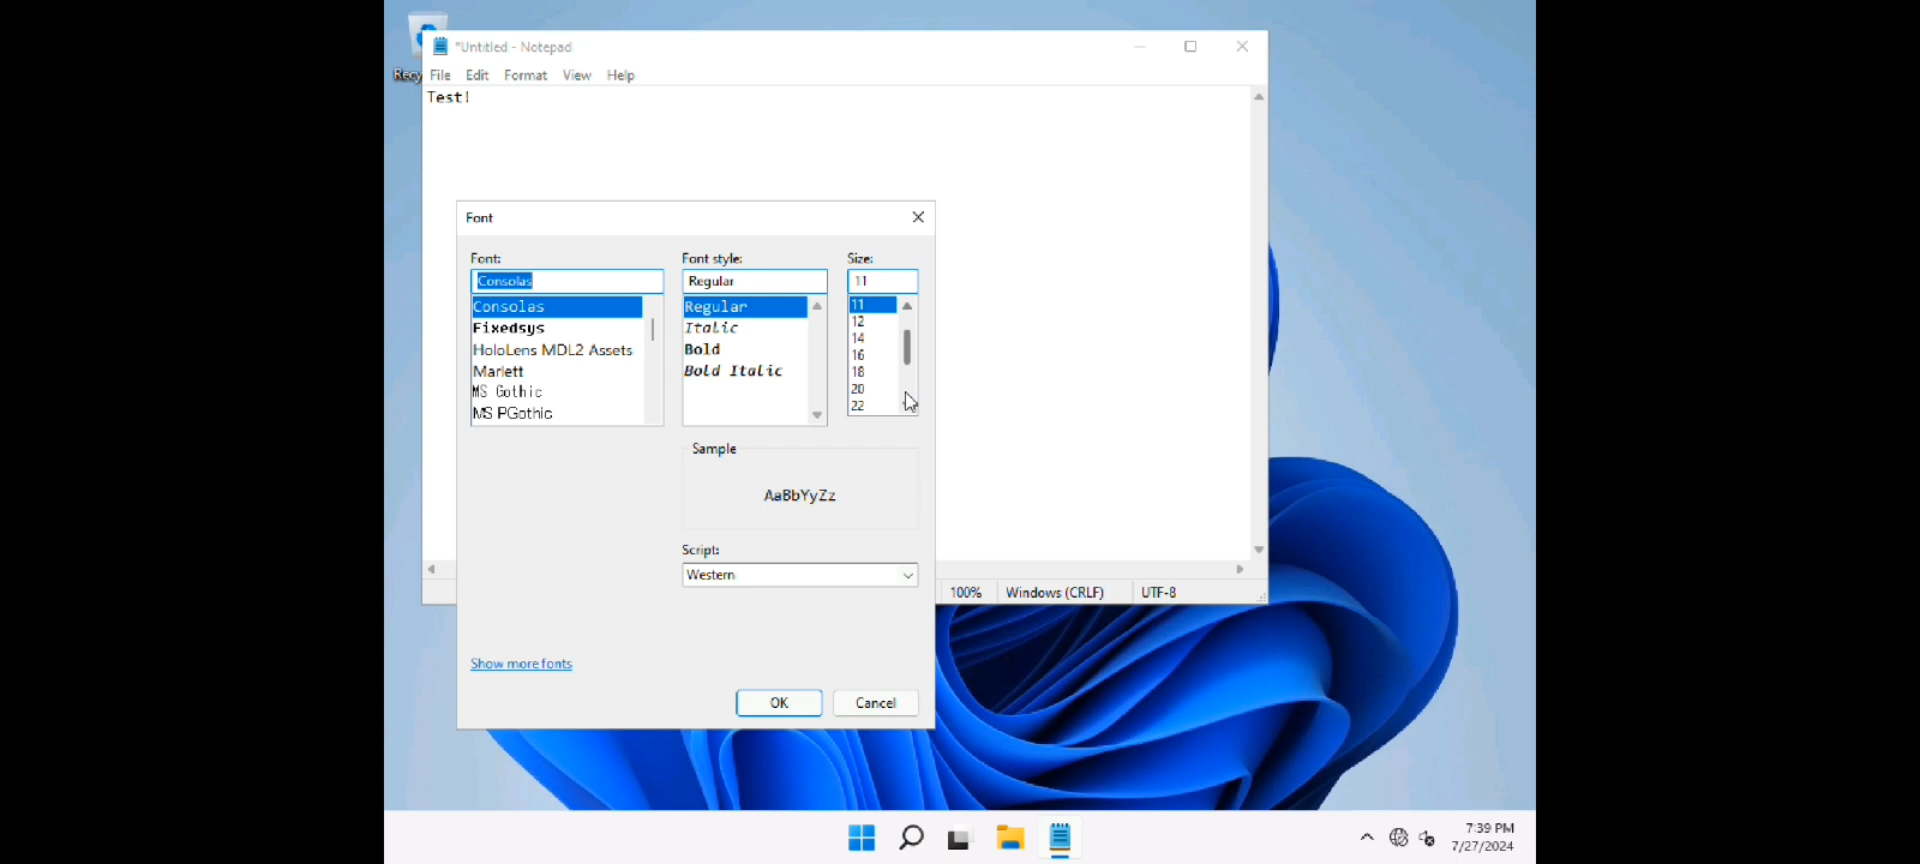 *Untitled - Notepad
Recy
File Edit Format View Help
Test!
Font
Font: Font style: Size:
Consolas Regular 11
Consolas Regular 11
Fixedsys Italic 12
HoloLens MDL2 Assets Bold 14
Marlett Bold Italic 16
MS Gothic 18
MS PGothic 20
22
Sample
AaBbYyZz
Script:
Western
100% Windows (CRLF) UTF-8
Show more fonts
OK Cancel
7:39 PM
7/27/2024